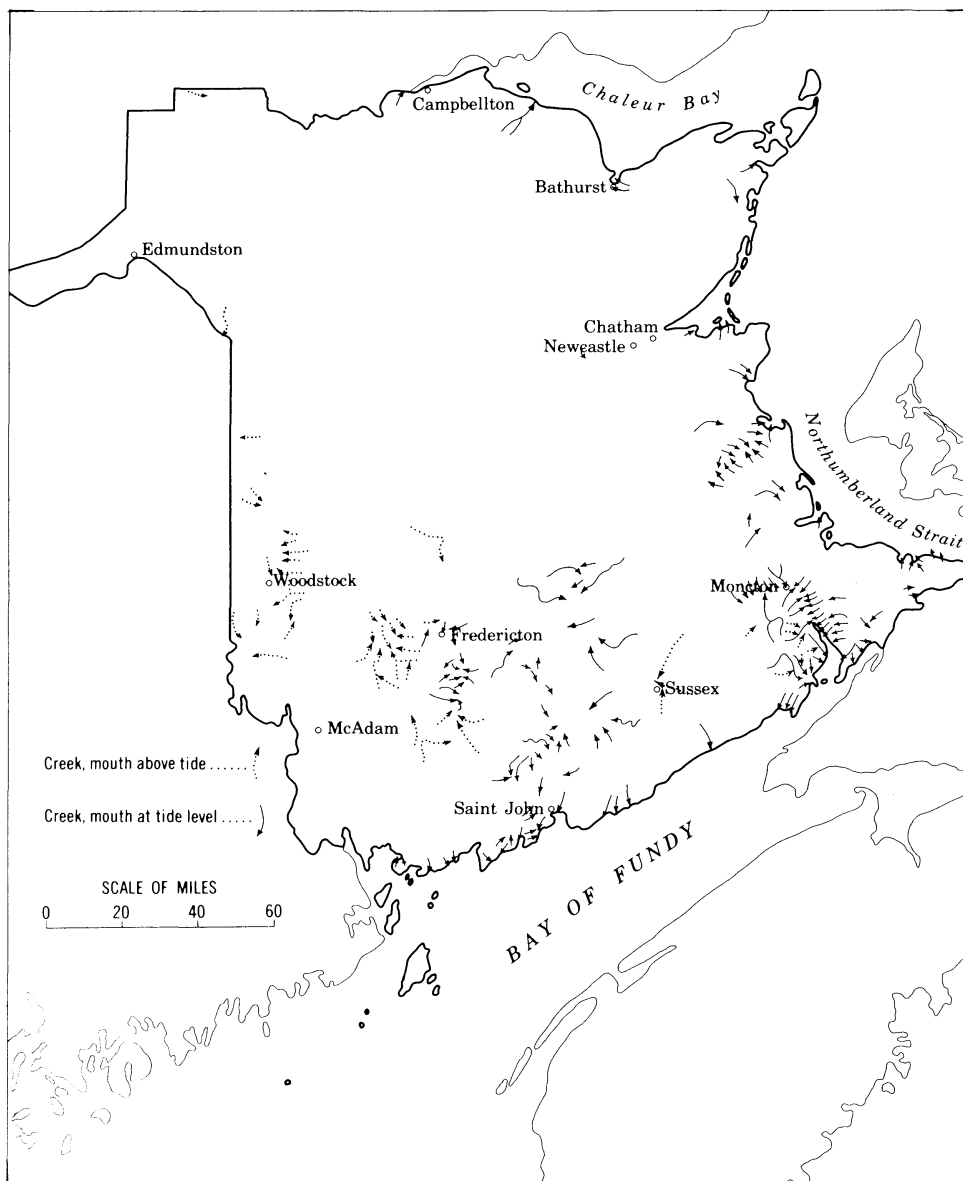 Campbellton
Chaleur Bay
Bathurst
Edmundston
Chatham
Newcastle
Northumberland Strait
Woodstock
Moncton
Fredericton
Sussex
McAdam
Creek, mouth above tide ......
Creek, mouth at tide level .....
Saint John
BAY OF FUNDY
SCALE OF MILES
0 20 40 60